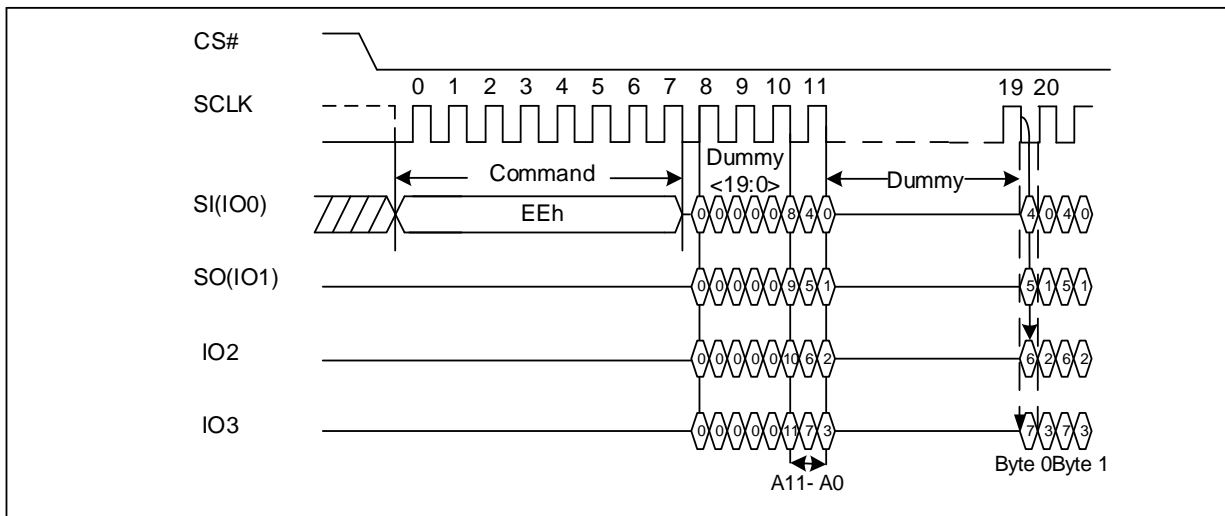 CS#
0 1 2 3 4 5 6 7 8 9 10 11 19 20
SCLK
Command Dummy <19:0> Dummy
SI(IO0) EEh 0 0 0 0 0 8 4 0 4 0 4 0
SO(IO1) 0 0 0 0 0 9 5 1 5 1 5 1
IO2 0 0 0 0 0 10 6 2 6 2 6 2
IO3 0 0 0 0 0 11 7 3 7 3 7 3
Byte 0Byte 1
A11- A0